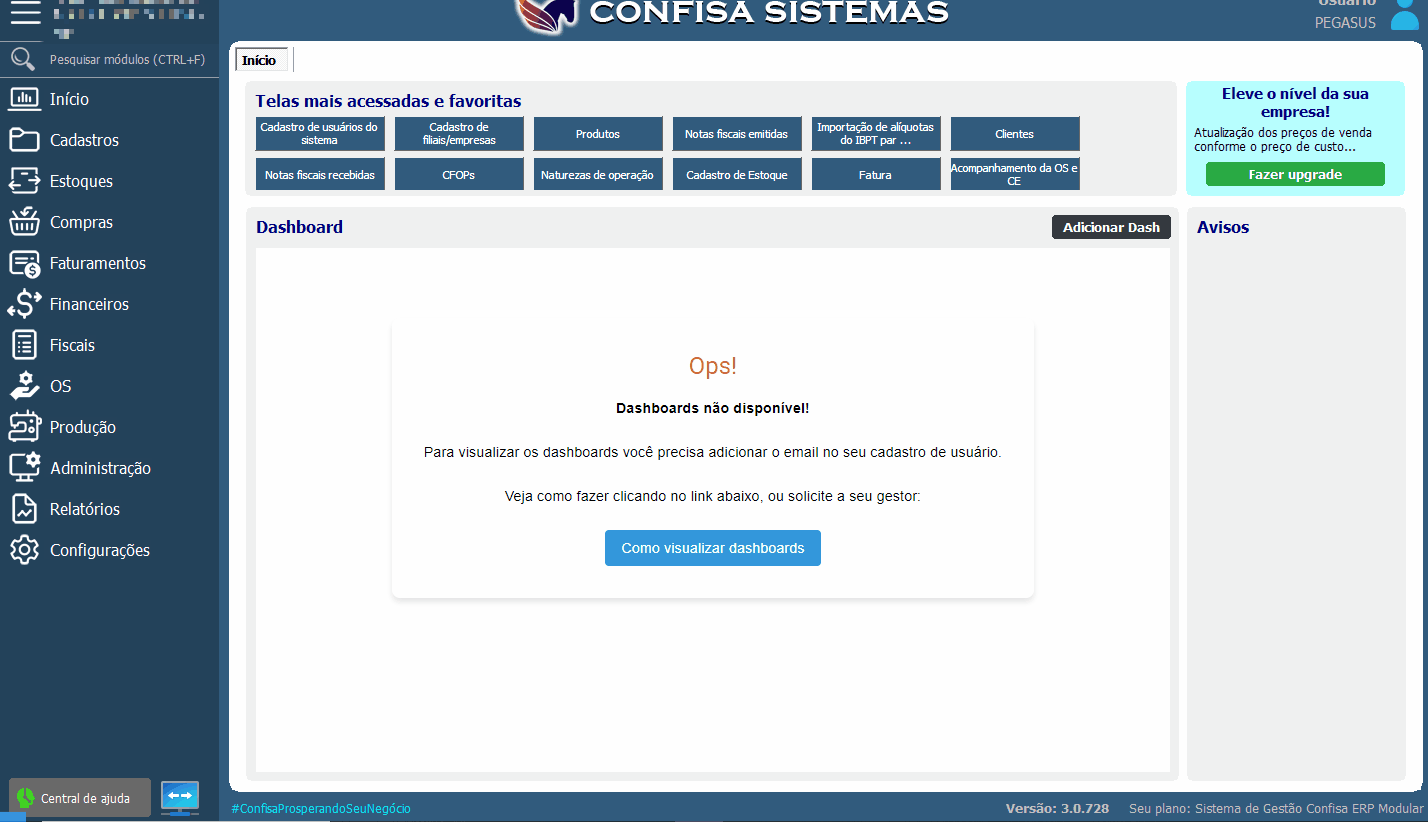 CONFISA SISTEMAS
Usuário
PEGASUS
Pesquisar módulos (CTRL+F)
Início
Cadastros
Estoques
Compras
Faturamentos
Financeiros
Fiscais
OS
Produção
Administração
Relatórios
Configurações
Central de ajuda
Início
Telas mais acessadas e favoritas
Cadastro de usuários do
sistema
Cadastro de
filiais/empresas
Produtos
Notas fiscais emitidas
Importação de alíquotas
do IBPT par ...
Clientes
Notas fiscais recebidas
CFOPs
Naturezas de operação
Cadastro de Estoque
Fatura
Acompanhamento da OS e
CE
Eleve o nível da sua
empresa!
Atualização dos preços de venda
conforme o preço de custo...
Fazer upgrade
Dashboard
Adicionar Dash
Avisos
Ops!
Dashboards não disponível!
Para visualizar os dashboards você precisa adicionar o email no seu cadastro de usuário.
Veja como fazer clicando no link abaixo, ou solicite a seu gestor:
Como visualizar dashboards
#ConfisaProsperandoSeuNegócio
Versão: 3.0.728
Seu plano: Sistema de Gestão Confisa ERP Modular